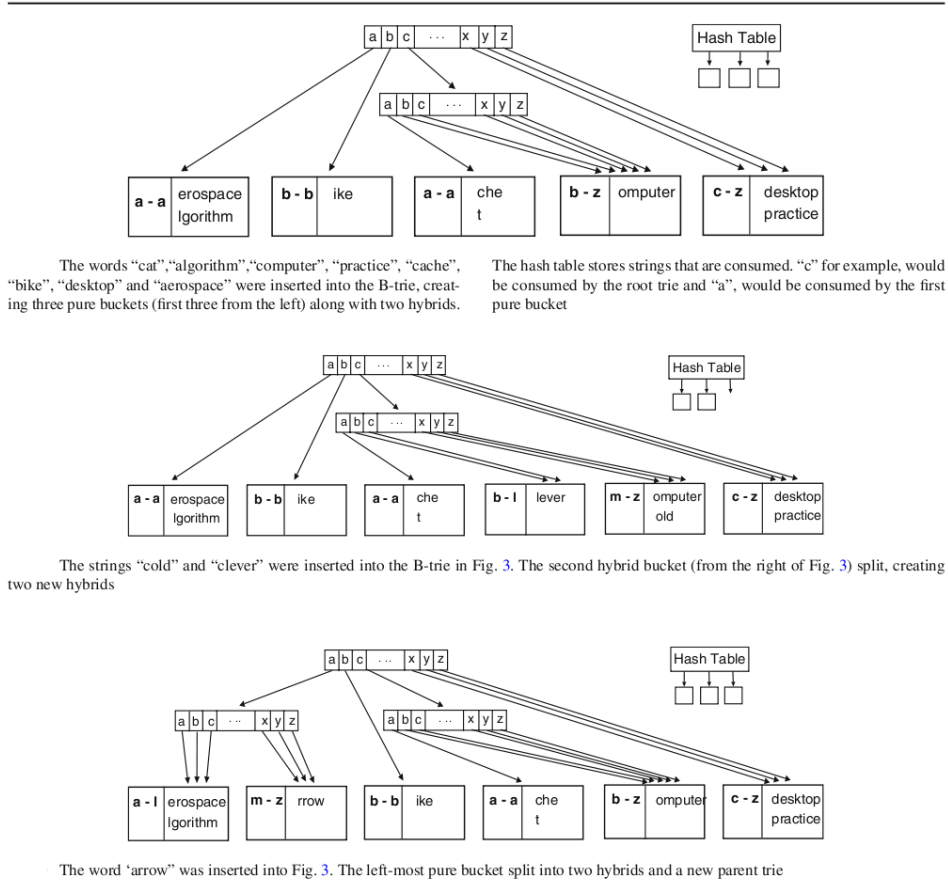 a b c ... x y z
Hash Table
a b c ... x y z
a - a erospace lgorithm
b - b ike
a - a che t
b - z omputer
c - z desktop practice
The words “cat”,“algorithm”,“computer”, “practice”, “cache”,
“bike”, “desktop” and “aerospace” were inserted into the B-trie, creat-
ing three pure buckets (first three from the left) along with two hybrids.
The hash table stores strings that are consumed. “c” for example, would
be consumed by the root trie and “a”, would be consumed by the first
pure bucket
a b c ... x y z
Hash Table
a b c ... x y z
a - a erospace lgorithm
b - b ike
a - a che t
b - l lever
m - z omputer old
c - z desktop practice
The strings “cold” and “clever” were inserted into the B-trie in Fig. 3. The second hybrid bucket (from the right of Fig. 3) split, creating
two new hybrids
a b c ... x y z
Hash Table
a b c ... x y z
a b c ... x y z
a - l erospace lgorithm
m - z rrow
b - b ike
a - a che t
b - z omputer
c - z desktop practice
The word ‘arrow” was inserted into Fig. 3. The left-most pure bucket split into two hybrids and a new parent trie